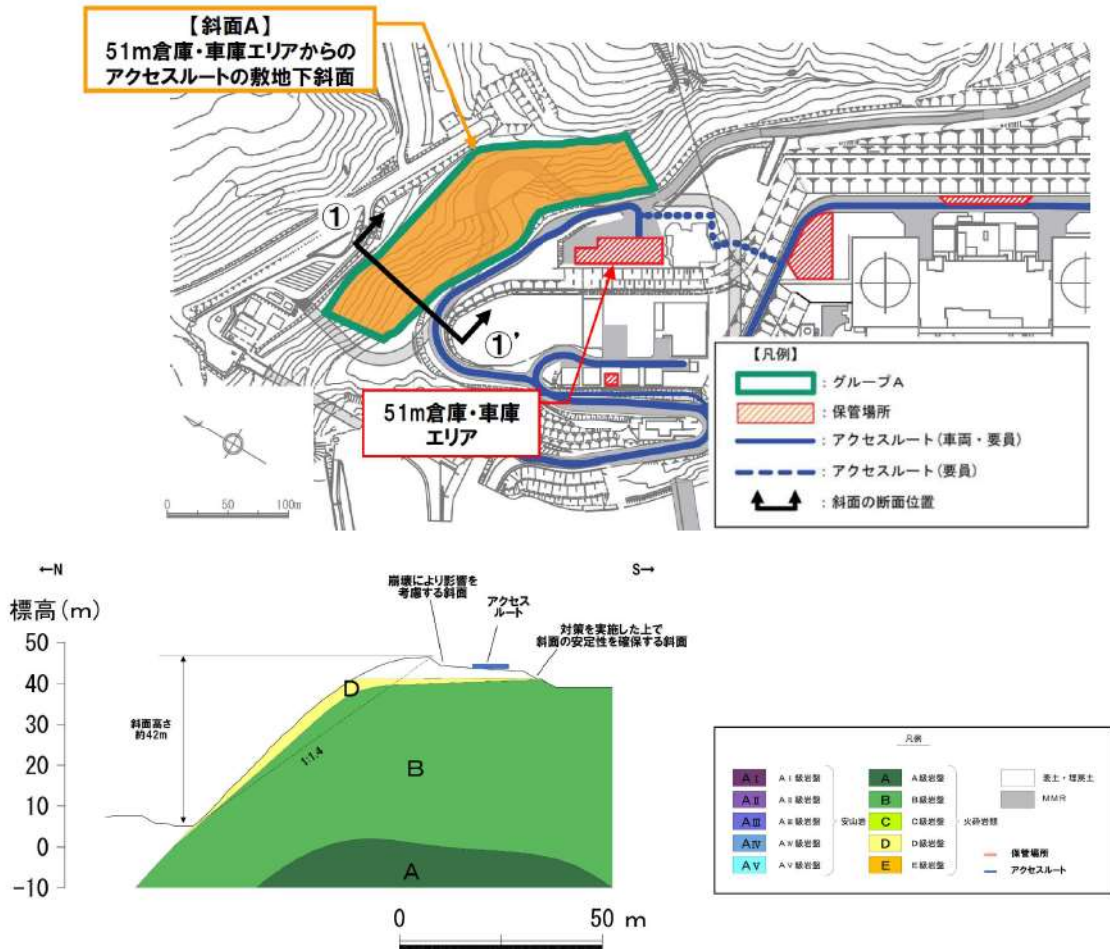 【斜面A】
51m倉庫・車庫エリアからの
アクセスルートの敷地下斜面
①
①’
51m倉庫・車庫
エリア
0 50 100m
【凡例】
：グループA
：保管場所
：アクセスルート(車両・要員)
：アクセスルート(要員)
：斜面の断面位置
←N
S→
標高(m)
崩壊により影響を
考慮する斜面
アクセス
ルート
対策を実施した上で
斜面の安定性を確保する斜面
50
40
30
20
10
0
-10
斜面高さ
約42m
1:1.4
D
B
A
0 50 m
凡例
AⅠ AⅠ級岩盤
AⅡ AⅡ級岩盤
AⅢ AⅢ級岩盤
AⅣ AⅣ級岩盤
AⅤ AⅤ級岩盤
安山岩
A A級岩盤
B B級岩盤
C C級岩盤
D D級岩盤
E E級岩盤
火砕岩類
表土・埋戻土
MMR
保管場所
アクセスルート